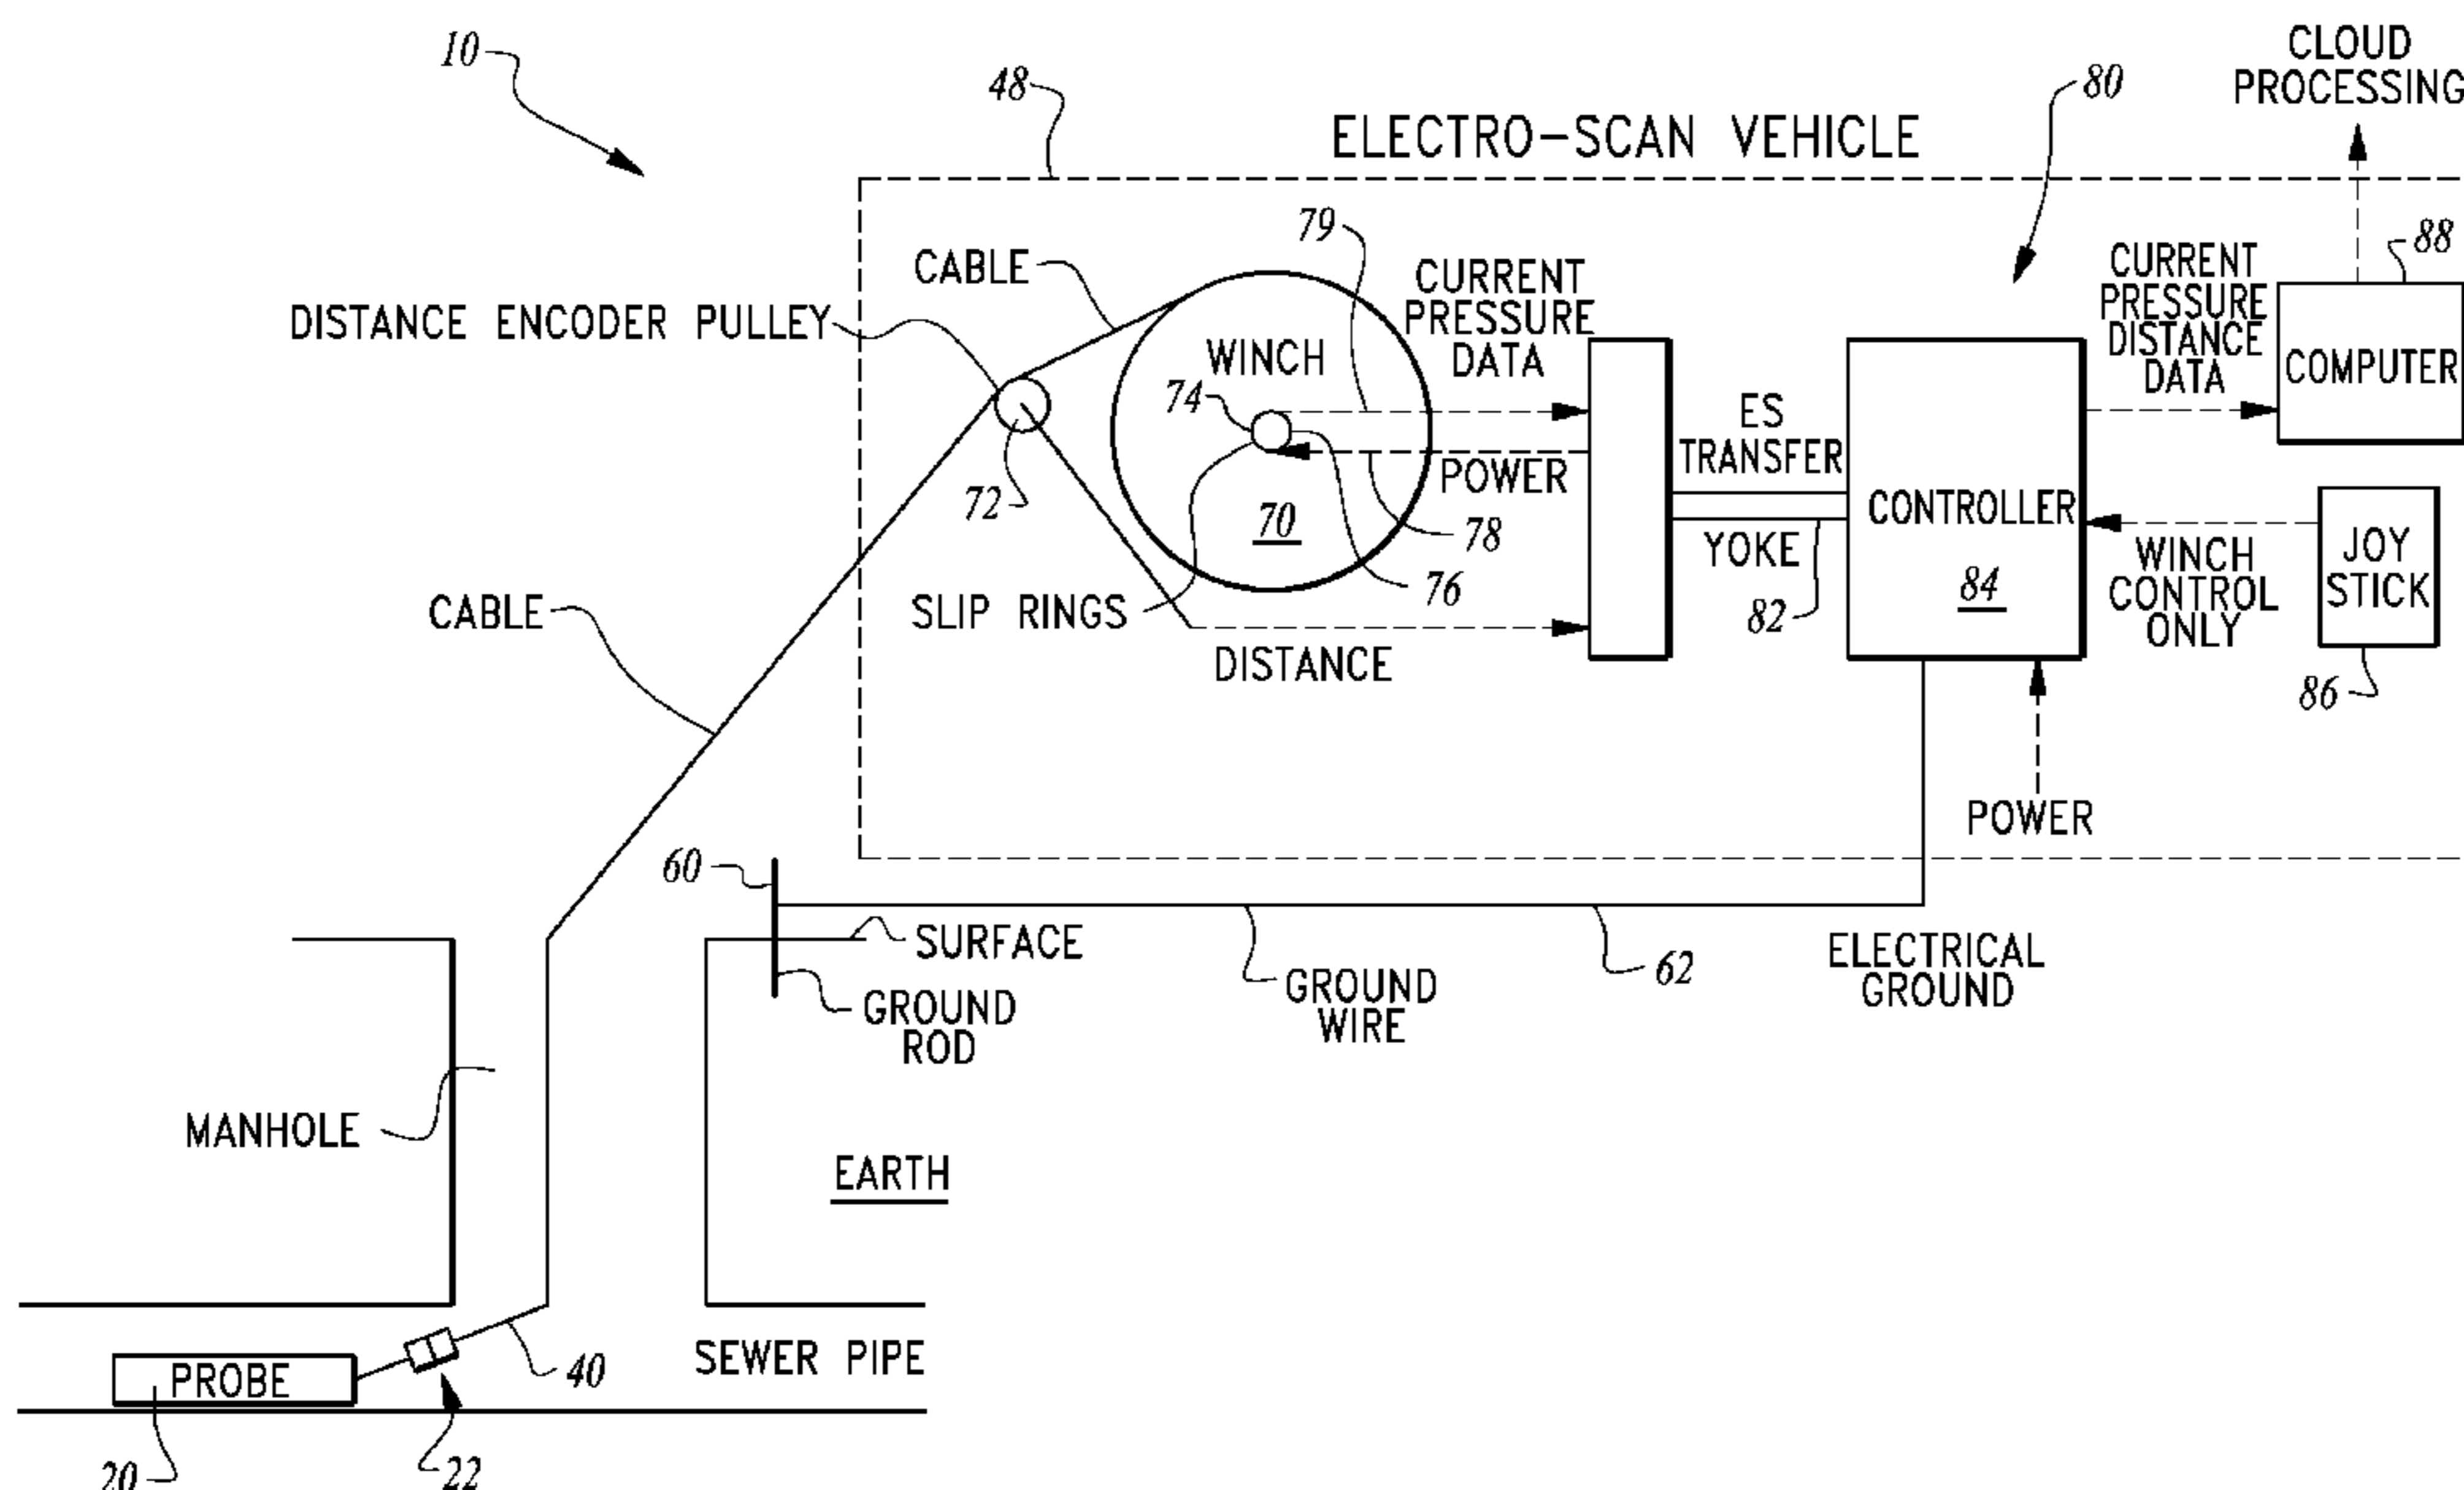 10
48
ELECTRO-SCAN VEHICLE
80
CLOUD
PROCESSING
79
CABLE
CURRENT
PRESSURE
DATA
CURRENT
PRESSURE
DISTANCE
DATA
88
DISTANCE ENCODER PULLEY
WINCH
COMPUTER
74
ES
TRANSFER
72
POWER
70
78
CONTROLLER
84
YOKE
82
JOY
STICK
WINCH
CONTROL
ONLY
86
SLIP RINGS
76
CABLE
DISTANCE
POWER
60
SURFACE
GROUND
ROD
GROUND
WIRE
62
ELECTRICAL
GROUND
MANHOLE
EARTH
SEWER PIPE
PROBE
40
20
22